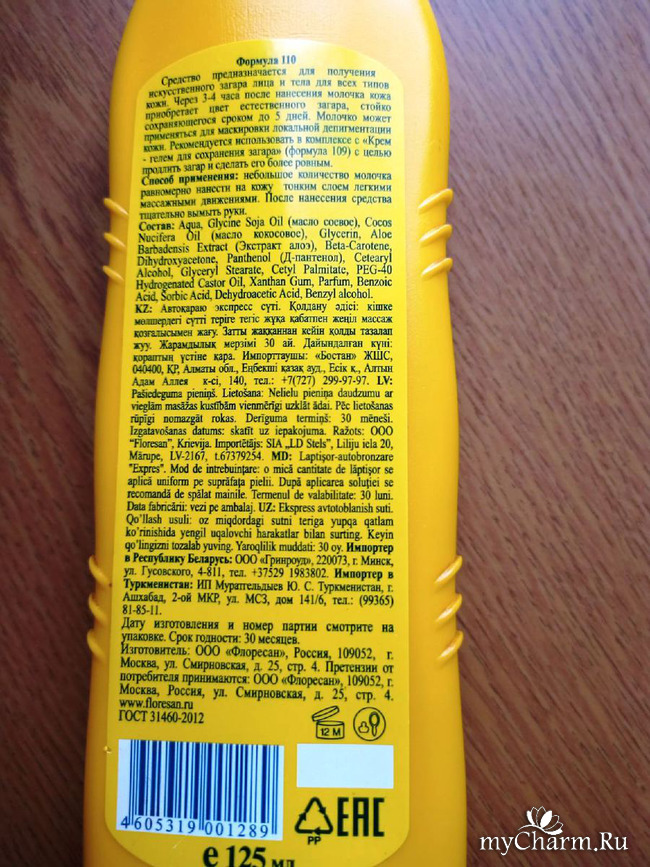 Формула 110
Средство предназначается для получения
искусственного загара лица и тела для всех типов
кожи. Через 3-4 часа после нанесения молочка кожа
приобретает цвет естественного загара, стойко
сохраняющегося сроком до 5 дней. Молочко может
применяться для маскировки локальной депигментации
кожи. Рекомендуется использовать в комплексе с «Крем
- гелем для сохранения загара» (формула 109) с целью
продлить загар и сделать его более ровным.
Способ применения: небольшое количество молочка
равномерно нанести на кожу тонким слоем легкими
массажными движениями. После нанесения средства
тщательно вымыть руки.
Состав: Aqua, Glycine Soja Oil (масло соевое), Cocos
Nucifera Oil (масло кокосовое), Glycerin, Aloe
Barbadensis Extract (Экстракт алоэ), Beta-Carotene,
Dihydroxyacetone, Panthenol (Д-пантенол), Cetearyl
Alcohol, Glyceryl Stearate, Cetyl Palmitate, PEG-40
Hydrogenated Castor Oil, Xanthan Gum, Parfum, Benzoic
Acid, Sorbic Acid, Dehydroacetic Acid, Benzyl alcohol.
KZ: Автоқараю экспресс сүті. Қолдану әдісі: кішке
мөлшердегі сүтті теріге тегіс жұқа қабатпен жеңіл массаж
қозғалысымен жағу. Затты жаққаннан кейін қолды тазалап
жуу. Жарамдылық мерзімі 30 ай. Дайындалған күні:
қораптың үстіне қара. Импорттаушы: «Бостан» ЖШС,
040400, ҚР, Алматы обл., Еңбекші қазақ ауд., Есік қ., Алтын
Адам Аллея к-сі, 140, тел.: +7(727) 299-97-97. LV:
Pašiedeguma pieniņš. Lietošana: Nelielu pieniņa daudzumu ar
vieglām masāžas kustībām vienmērīgi uzklāt ādai. Pēc lietošanas
rūpīgi nomazgāt rokas. Derīguma termiņš: 30 mēneši.
Izgatavošanas datums: skatīt uz iepakojuma. Ražots: OOO
"Floresan", Krievija. Importētājs: SIA „LD Stels", Liliju iela 20,
Mārupe, LV-2167, t.67379254. MD: Laptişor-autobronzare
"Expres". Mod de intrebuinţare: o mică cantitate de lăptişor se
aplică uniform pe suprafaţa pielii. După aplicarea soluţiei se
recomandă de spălat mainile. Termenul de valabilitate: 30 luni.
Data fabricării: vezi pe ambalaj. UZ: Ekspress avtotoblanish suti.
Qo'llash usuli: oz miqdordagi sutni teriga yupqa qatlam
ko'rinishida yengil uqalovchi harakatlar bilan surting. Keyin
qo'lingizni tozalab yuving. Yaroqlilik muddati: 30 oy. Импортер
в Республику Беларусь: ООО «Гринроуд», 220073, г. Минск,
ул. Гусовского, 4-811, тел. +37529 1983802. Импортер в
Туркменистан: ИП Мурапгельдыев Ю. С. Туркменистан, г.
Ашхабад, 2-ой МКР, ул. МСЗ, дом 141/6, тел.: (99365)
81-85-11.
Дату изготовления и номер партии смотрите на
упаковке. Срок годности: 30 месяцев.
Изготовитель: ООО «Флоресан», Россия, 109052, г.
Москва, ул. Смирновская, д. 25, стр. 4. Претензии от
потребителя принимаются: ООО «Флоресан», 109052, г.
Москва, Россия, ул. Смирновская, д. 25, стр. 4.
www.floresan.ru
ГОСТ 31460-2012
12 M
4 605319 001289
PP
EAC
e 125 мл
myCharm.Ru